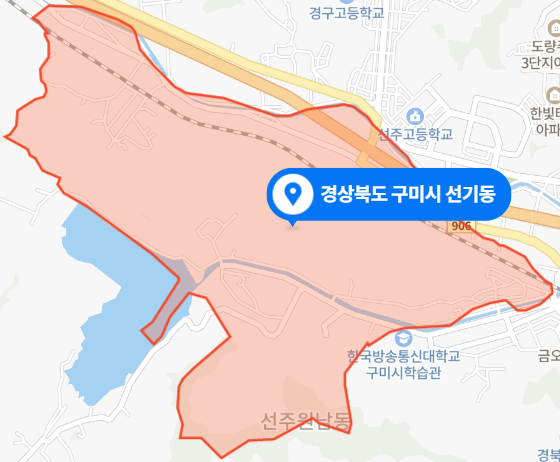 경구고등학교
도량
3단지
선주고등학교
한빛타
아파
경상북도 구미시 선기동
906
한국방송통신대학교
구미시학습관
금오
선주원남동
경북